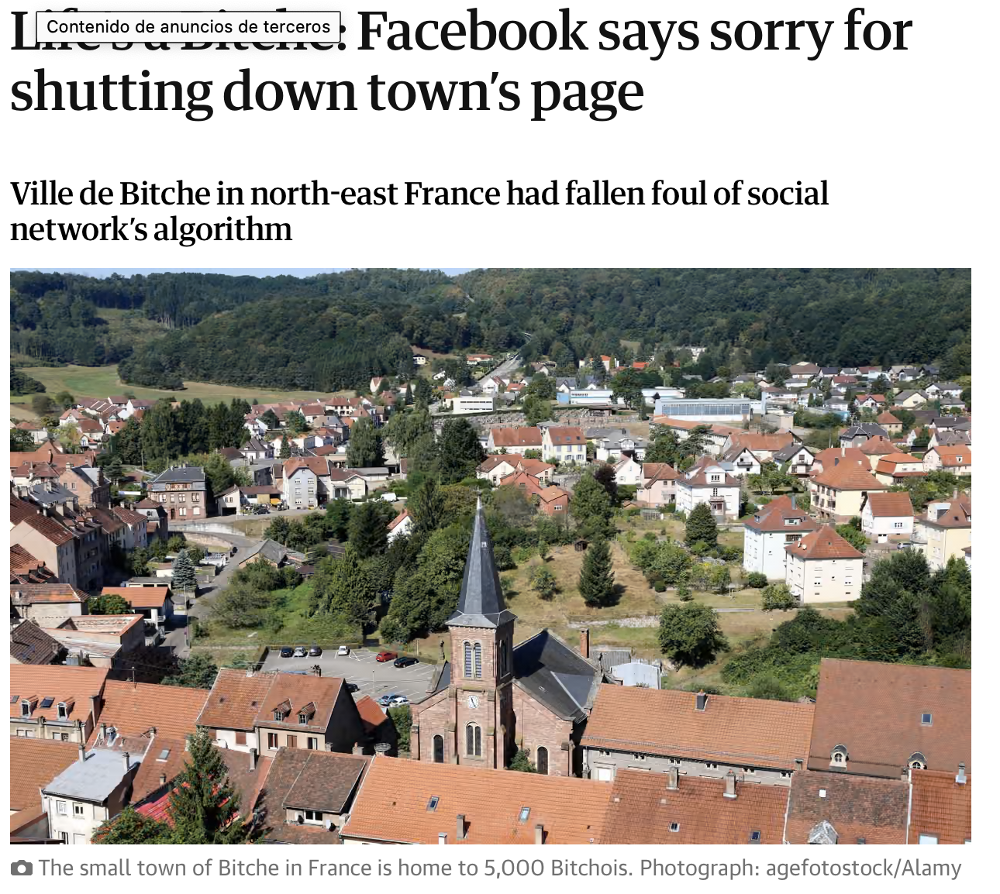 Contenido de anuncios de terceros
Life’s a Bitche: Facebook says sorry for
shutting down town’s page
Ville de Bitche in north-east France had fallen foul of social
network’s algorithm
The small town of Bitche in France is home to 5,000 Bitchois. Photograph: agefotostock/Alamy